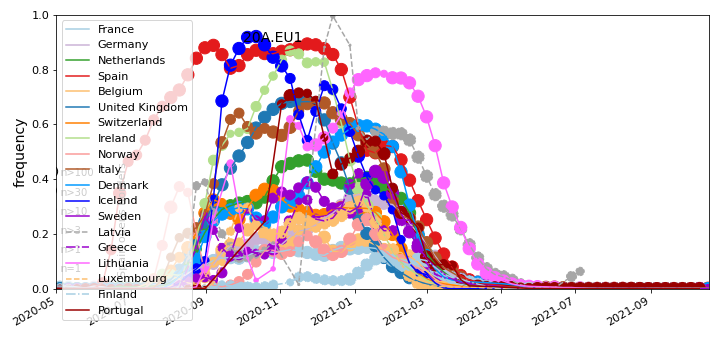 20A.EU1
1.0
0.8
0.6
0.4
0.2
0.0
frequency
France
Germany
Netherlands
Spain
Belgium
United Kingdom
Switzerland
Ireland
Norway
Italy
Denmark
Iceland
Sweden
Latvia
Greece
Lithuania
Luxembourg
Finland
Portugal
n>100
n>30
n>10
n>3
n>1
n=1
2020-05
2020-09
2020-11
2021-01
2021-03
2021-05
2021-07
2021-09